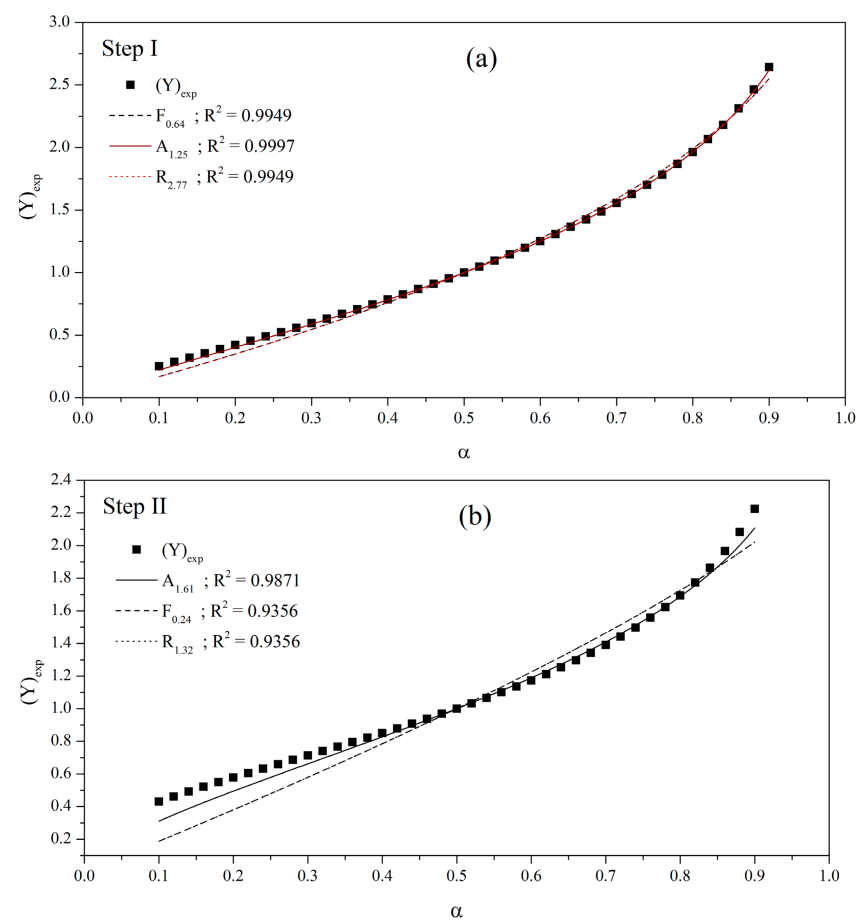 Step I
(a)
(Y)exp
F0.64 ; R2 = 0.9949
A1.25 ; R2 = 0.9997
R2.77 ; R2 = 0.9949
(Y)exp
3.0
2.5
2.0
1.5
1.0
0.5
0.0
0.0 0.1 0.2 0.3 0.4 0.5 0.6 0.7 0.8 0.9 1.0
α
Step II
(b)
(Y)exp
A1.61 ; R2 = 0.9871
F0.24 ; R2 = 0.9356
R1.32 ; R2 = 0.9356
(Y)exp
2.4
2.2
2.0
1.8
1.6
1.4
1.2
1.0
0.8
0.6
0.4
0.2
0.0 0.1 0.2 0.3 0.4 0.5 0.6 0.7 0.8 0.9 1.0
α